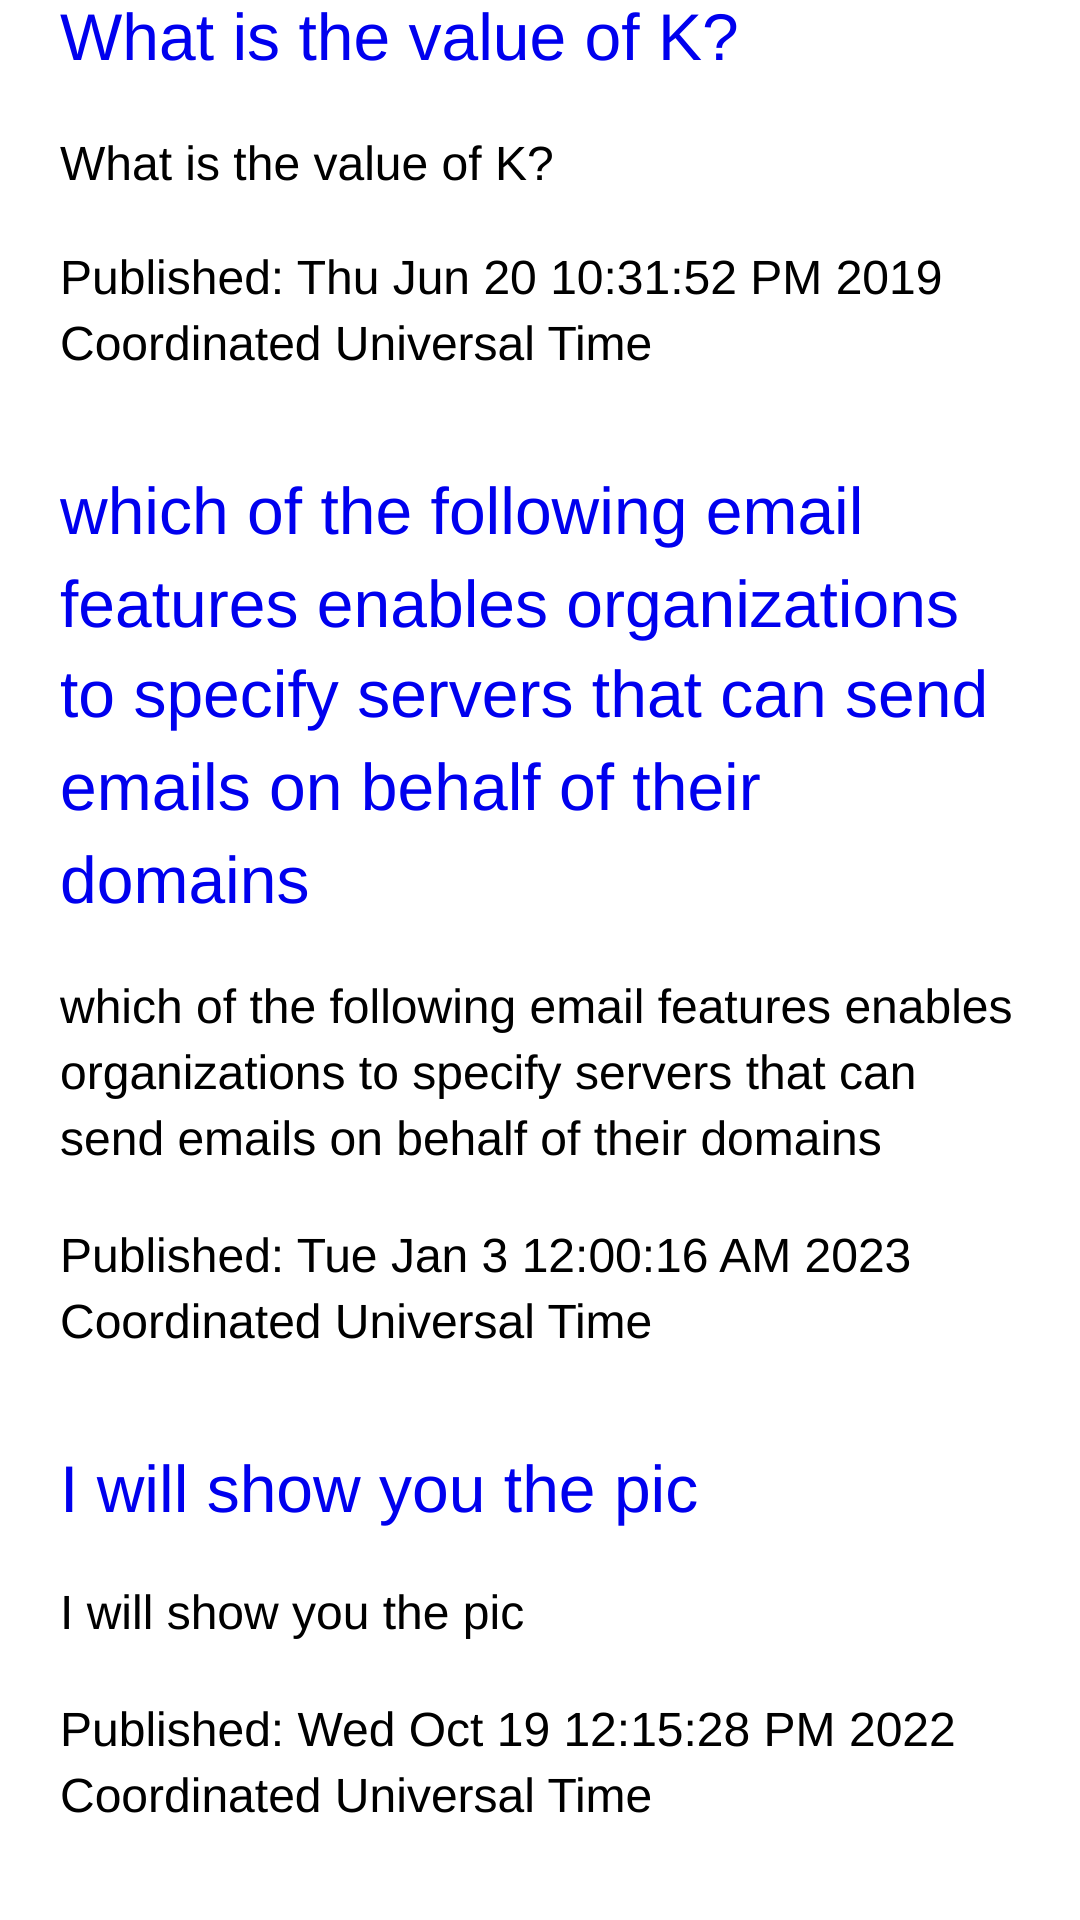 What is the value of K?
What is the value of K?
Published: Thu Jun 20 10:31:52 PM 2019
Coordinated Universal Time
which of the following email
features enables organizations
to specify servers that can send
emails on behalf of their
domains
which of the following email features enables
organizations to specify servers that can
send emails on behalf of their domains
Published: Tue Jan 3 12:00:16 AM 2023
Coordinated Universal Time
I will show you the pic
I will show you the pic
Published: Wed Oct 19 12:15:28 PM 2022
Coordinated Universal Time